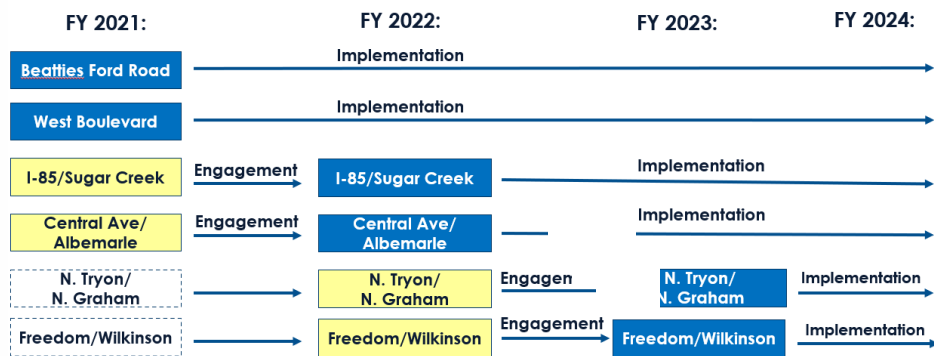 FY 2021: FY 2022: FY 2023: FY 2024:
Beatties Ford Road Implementation
West Boulevard Implementation
I-85/Sugar Creek Engagement I-85/Sugar Creek Implementation
Central Ave/
Albemarle Engagement Central Ave/
Albemarle Implementation
N. Tryon/
N. Graham N. Tryon/
N. Graham Engagen N. Tryon/
N. Graham Implementation
Freedom/Wilkinson Freedom/Wilkinson Engagement Freedom/Wilkinson Implementation